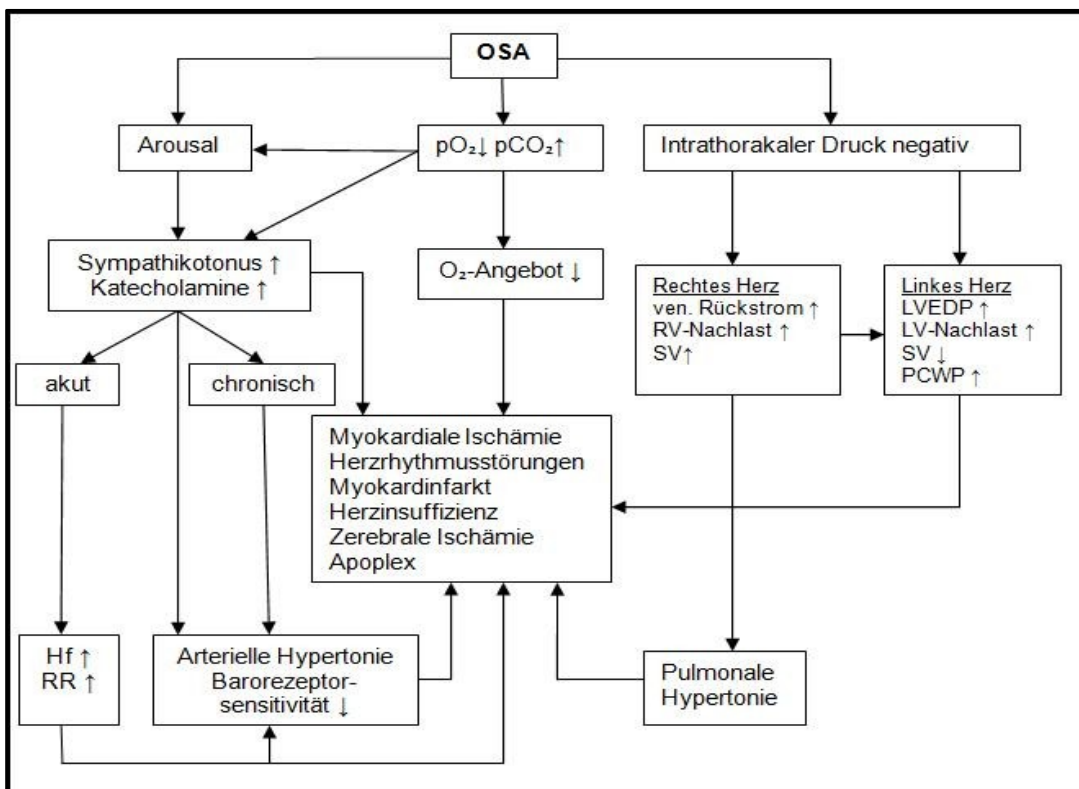 OSA
Arousal
pO₂↓ pCO₂↑
Intrathorakaler Druck negativ
Sympathikotonus ↑
Katecholamine ↑
O₂-Angebot ↓
Rechtes Herz
ven. Rückstrom ↑
RV-Nachlast ↑
SV↑
Linkes Herz
LVEDP ↑
LV-Nachlast ↑
SV ↓
PCWP ↑
akut
chronisch
Myokardiale Ischämie
Herzrhythmusstörungen
Myokardinfarkt
Herzinsuffizienz
Zerebrale Ischämie
Apoplex
Hf ↑
RR ↑
Arterielle Hypertonie
Barorezeptor-
sensitivität ↓
Pulmonale
Hypertonie